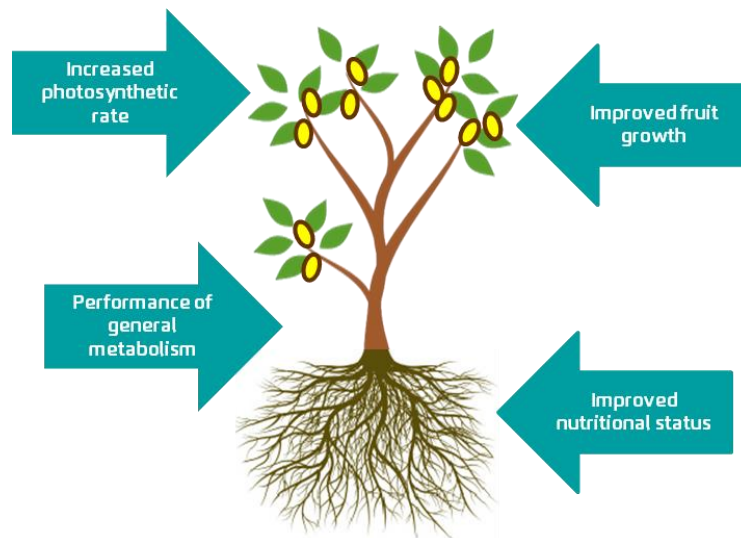 Increased
photosynthetic
rate
Improved fruit
growth
Performance of
general
metabolism
Improved
nutritional status